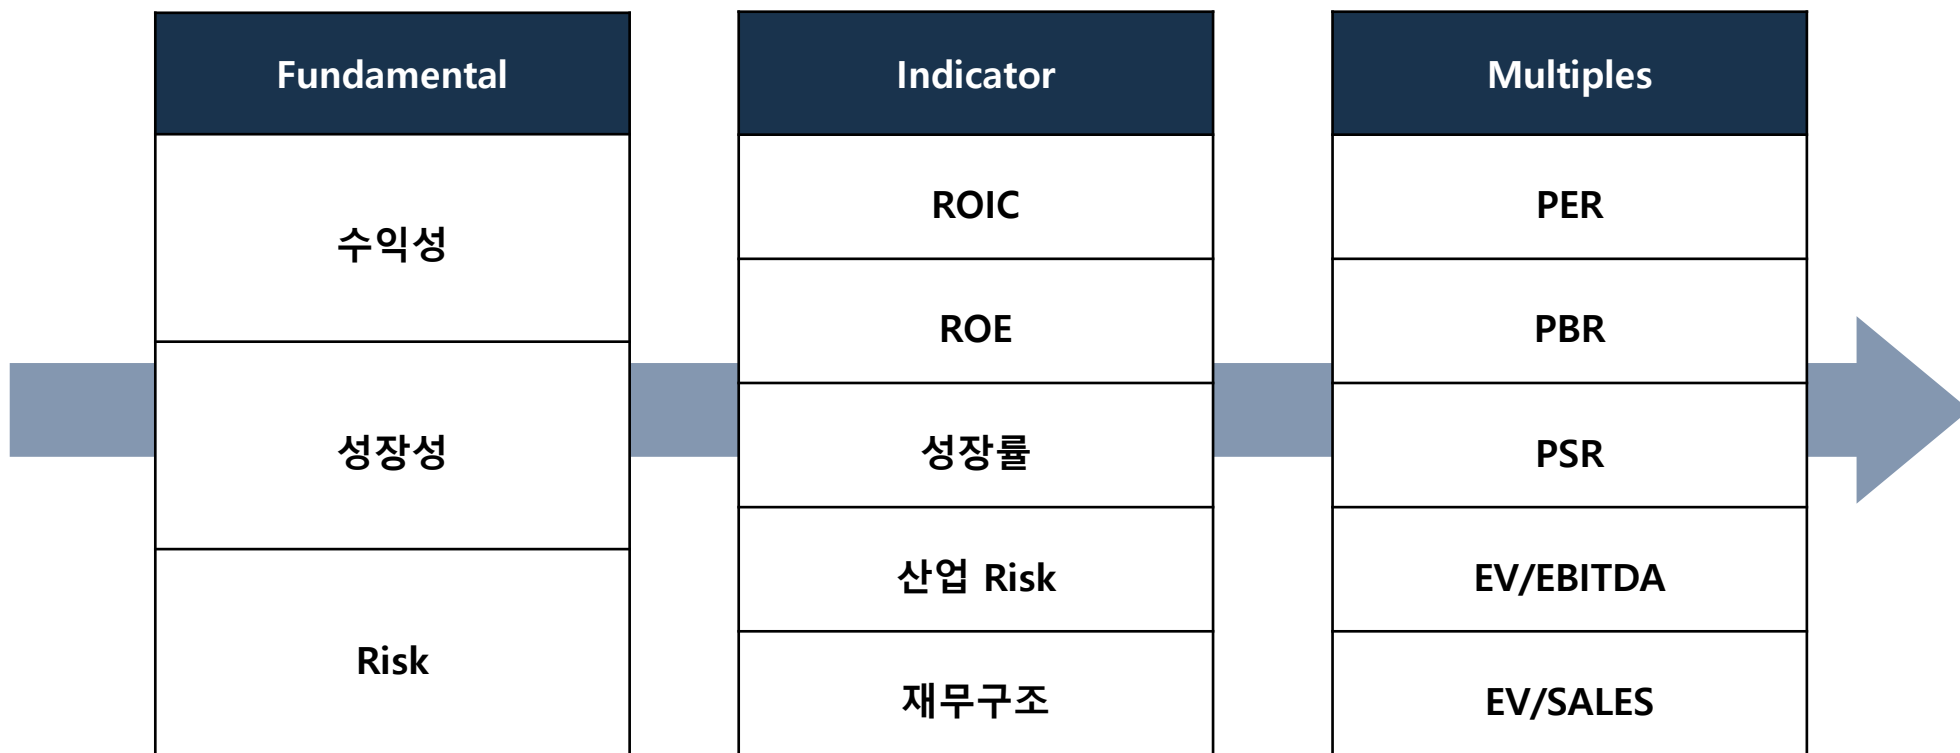 Fundamental
수익성
성장성
Risk
Indicator
ROIC
ROE
성장률
산업 Risk
재무구조
Multiples
PER
PBR
PSR
EV/EBITDA
EV/SALES